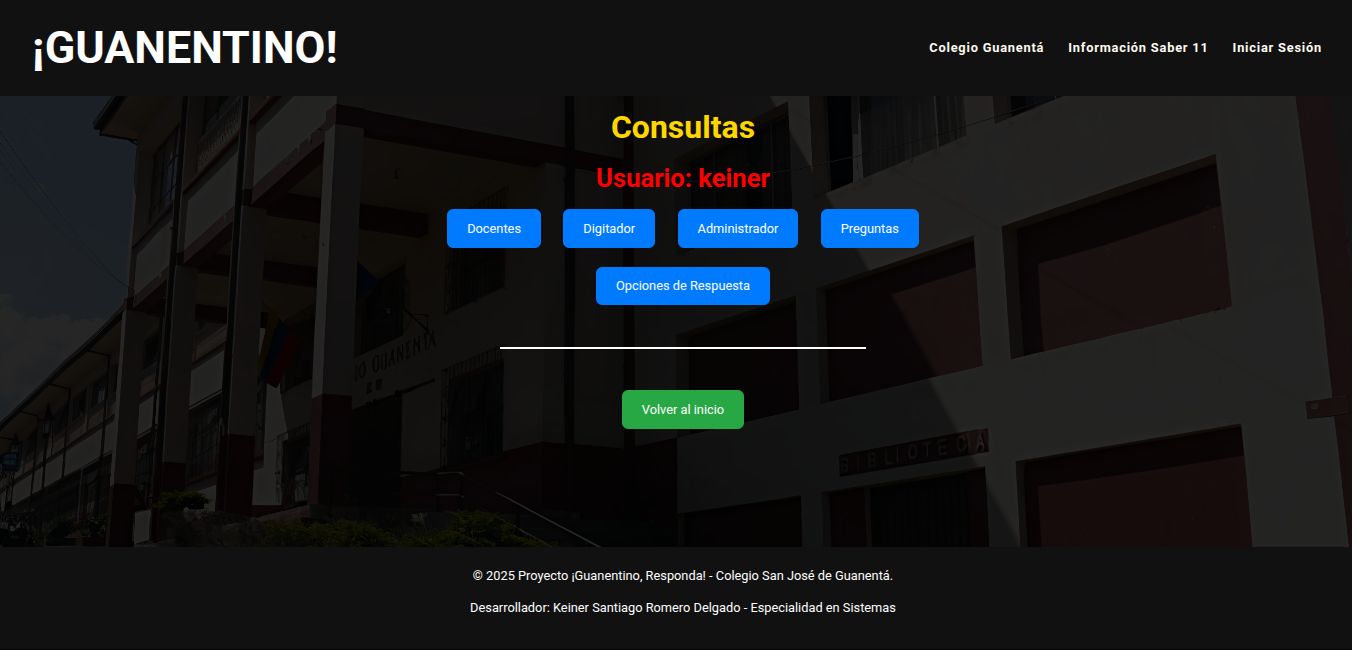 ¡GUANENTINO!
Colegio Guanentá Información Saber 11 Iniciar Sesión
Consultas
Usuario: keiner
Docentes Digitador Administrador Preguntas
Opciones de Respuesta
IO GUANENTÁ
Volver al inicio
BIBLIOTECA
© 2025 Proyecto ¡Guanentino, Responda! - Colegio San José de Guanentá.
Desarrollador: Keiner Santiago Romero Delgado - Especialidad en Sistemas